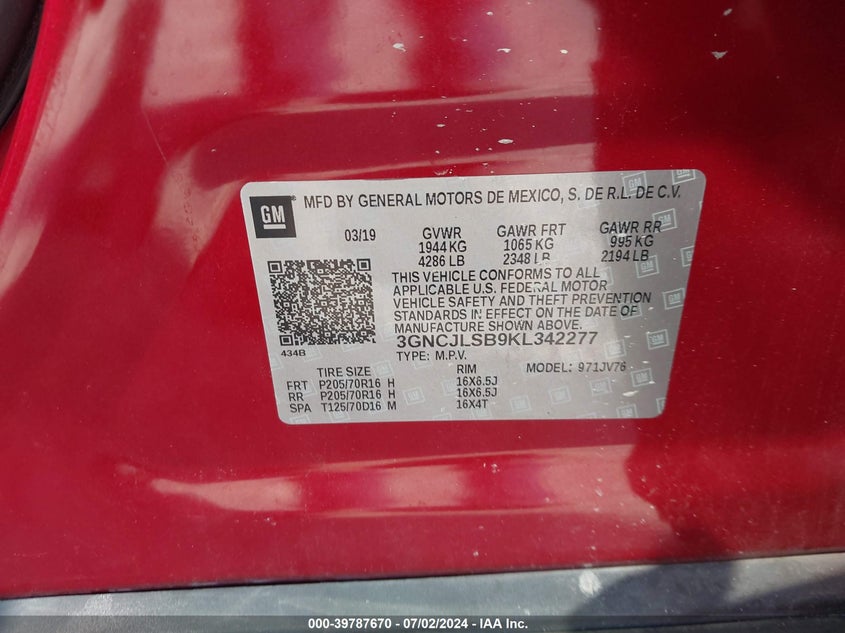 GM
MFD BY GENERAL MOTORS DE MEXICO, S. DE R.L. DE C.V.
03/19 GVWR GAWR FRT GAWR RR
1944 KG 1065 KG 995 KG
4286 LB 2348 LB 2194 LB
THIS VEHICLE CONFORMS TO ALL
APPLICABLE U.S. FEDERAL MOTOR
VEHICLE SAFETY AND THEFT PREVENTION
STANDARDS IN EFFECT ON THE DATE OF
MANUFACTURE SHOWN ABOVE.
434B
3GNCJLSB9KL342277
TYPE: M.P.V.
TIRE SIZE RIM MODEL: 971JV76
FRT P205/70R16 H 16X6.5J
RR P205/70R16 H 16X6.5J
SPA T125/70D16 M 16X4T
000-39787670 - 07/02/2024 - IAA Inc.